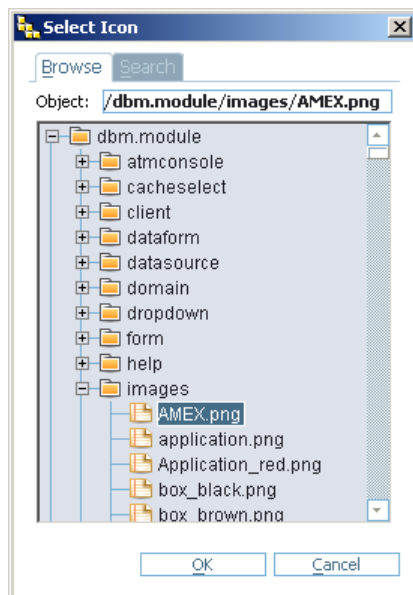 Select Icon
Browse Search
Object: /dbm.module/images/AMEX.png
dbm.module
atmconsole
cacheselect
client
dataform
datasource
domain
dropdown
form
help
images
AMEX.png
application.png
Application_red.png
box_black.png
box_brown.png
OK Cancel